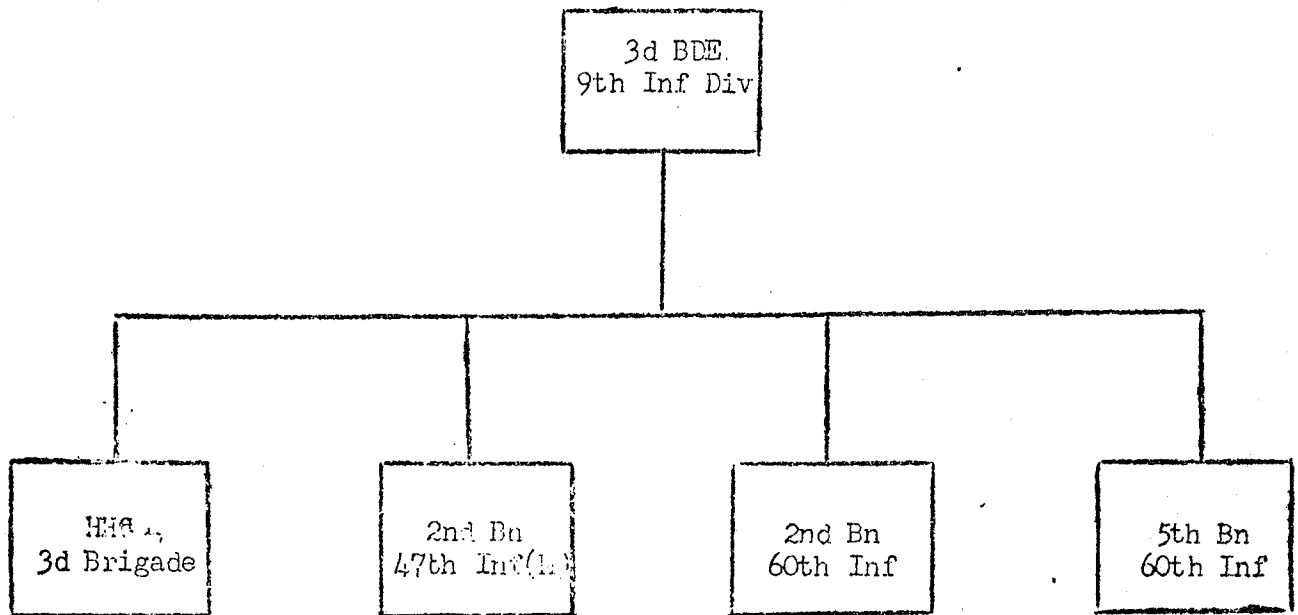 3d BDE.
9th Inf Div
3d Brigade
2nd Bn
47th Inf
2nd Bn
60th Inf
5th Bn
60th Inf